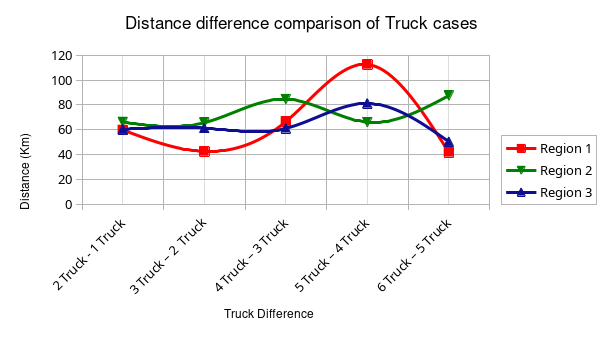 Distance difference comparison of Truck cases
120
100
80
60
40
20
0
Distance (Km)
2 Truck - 1 Truck
3 Truck – 2 Truck
4 Truck – 3 Truck
5 Truck – 4 Truck
6 Truck – 5 Truck
Truck Difference
Region 1
Region 2
Region 3